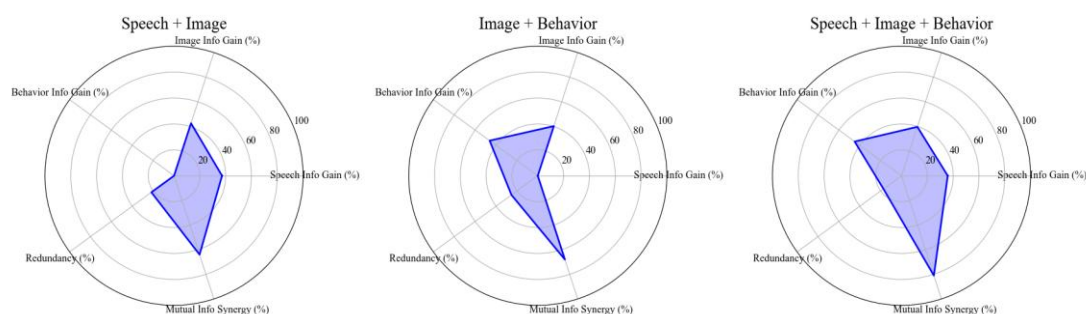 Speech + Image
Image Info Gain (%)
Behavior Info Gain (%)
100
80
60
40
20
Speech Info Gain (%)
Redundancy (%)
Mutual Info Synergy (%)
Image + Behavior
Image Info Gain (%)
Behavior Info Gain (%)
100
80
60
40
20
Speech Info Gain (%)
Redundancy (%)
Mutual Info Synergy (%)
Speech + Image + Behavior
Image Info Gain (%)
Behavior Info Gain (%)
100
80
60
40
20
Speech Info Gain (%)
Redundancy (%)
Mutual Info Synergy (%)